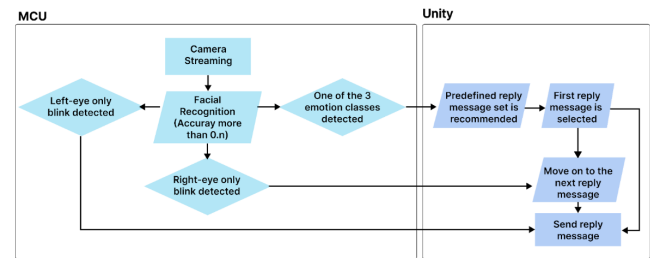 MCU
Unity
Camera
Streaming
Left-eye only
blink detected
Facial
Recognition
(Accuray more
than 0.n)
One of the 3
emotion classes
detected
Predefined reply
message set is
recommended
First reply
message is
selected
Right-eye only
blink detected
Move on to the
next reply
message
Send reply
message